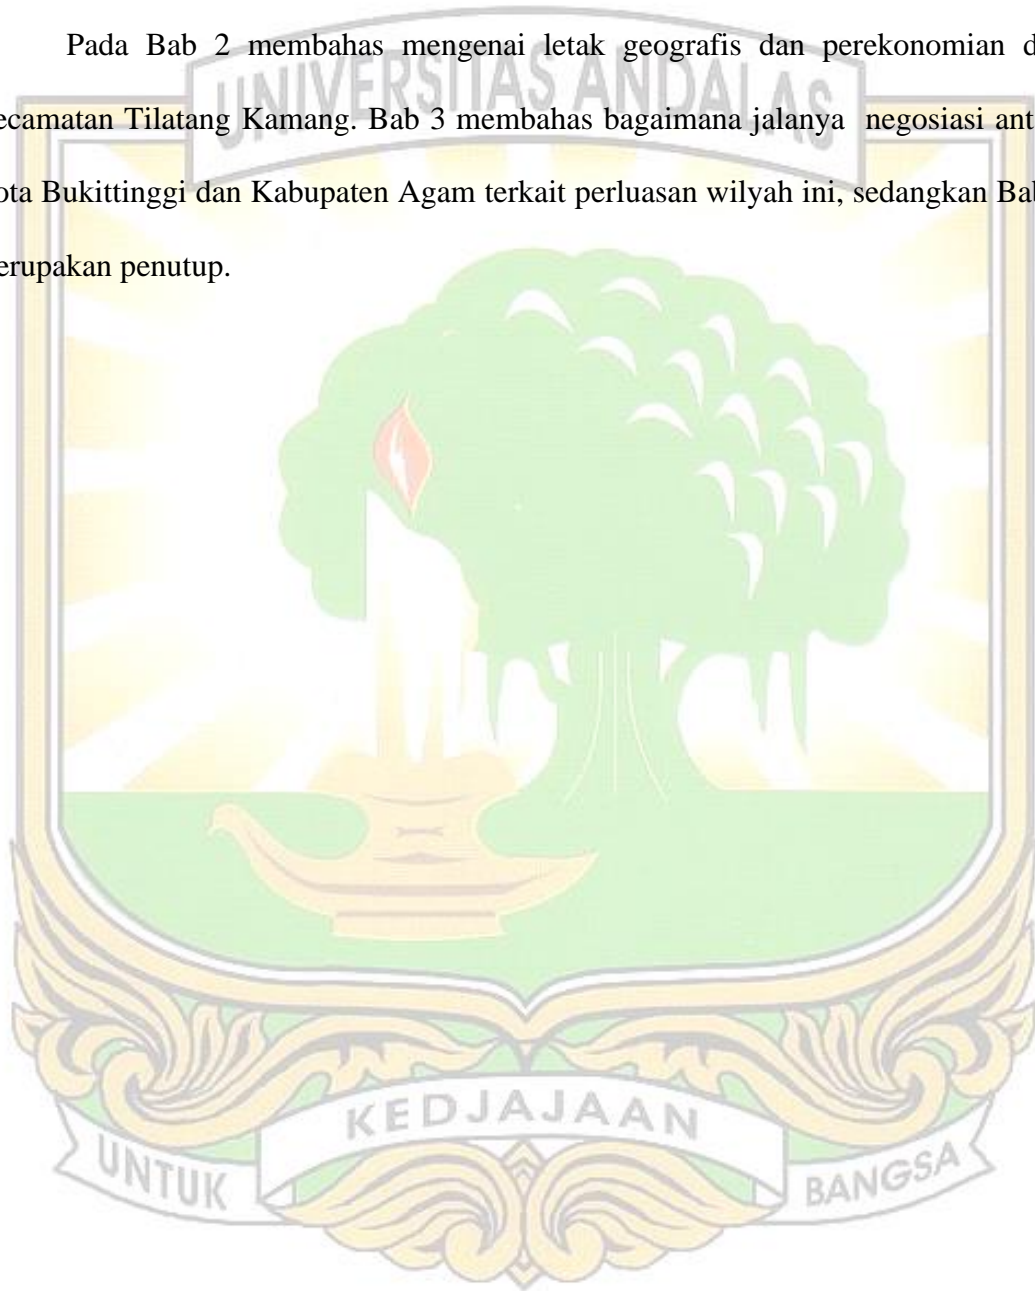 Pada Bab 2 membahas mengenai letak geografis dan perekonomian d
UNIVERSITAS ANDALAS
ecamatan Tilatang Kamang. Bab 3 membahas bagaimana jalanya negosiasi ant
ota Bukittinggi dan Kabupaten Agam terkait perluasan wilyah ini, sedangkan Bab
erupakan penutup.
KEDJAJAAN
UNTUK BANGSA